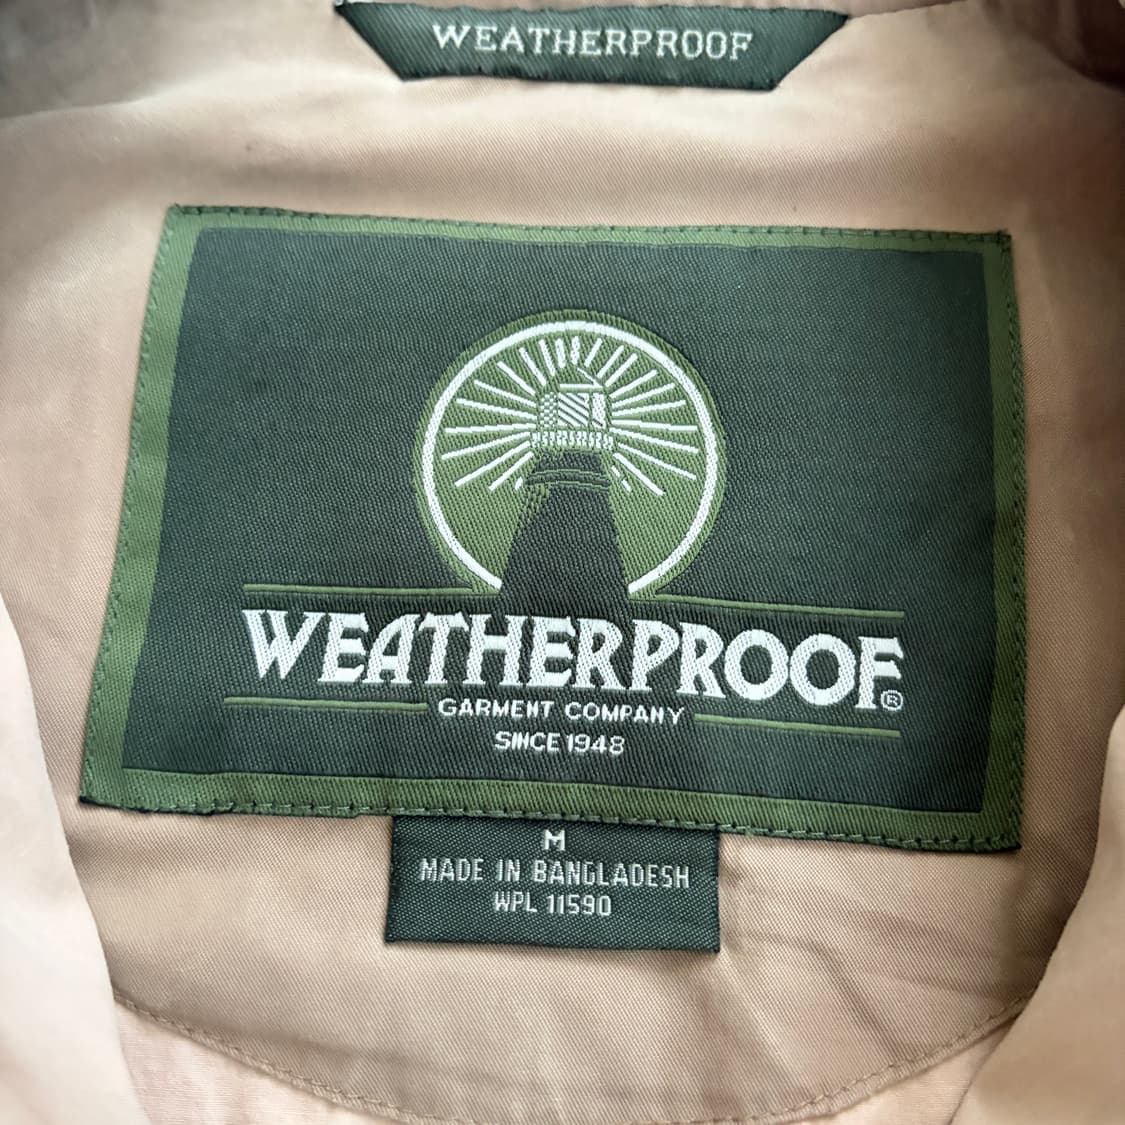 WEATHERPROOF
WEATHERPROOF®
GARMENT COMPANY
SINCE 1948
M
MADE IN BANGLADESH
WPL 11590